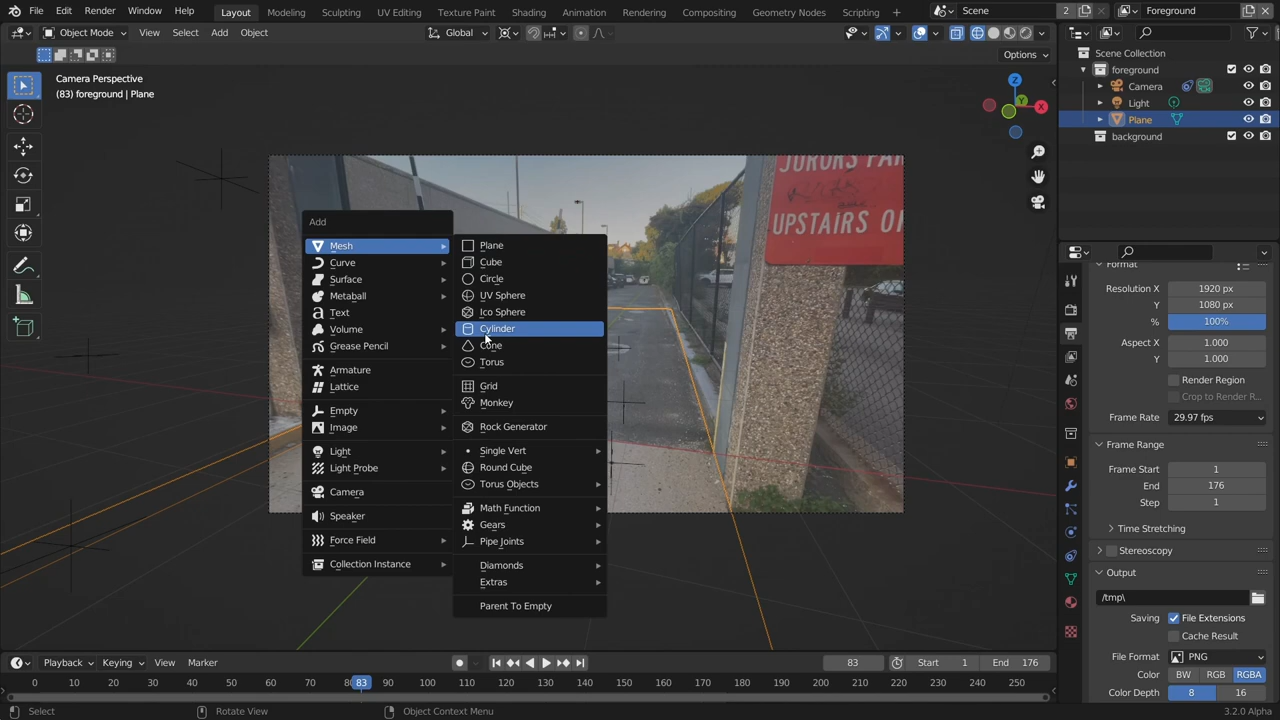 File Edit Render Window Help Layout Modeling Sculpting UV Editing Texture Paint Shading Animation Rendering Compositing Geometry Nodes Scripting Scene 2 Foreground
Object Mode View Select Add Object Global
Options
Camera Perspective
(83) foreground | Plane
Z
Y
X
JURORS
UPSTAIRS
Add
Mesh
Curve
Surface
Metaball
Text
Volume
Grease Pencil
Armature
Lattice
Empty
Image
Light
Light Probe
Camera
Speaker
Force Field
Collection Instance
Plane
Cube
Circle
UV Sphere
Ico Sphere
Cylinder
Cone
Torus
Grid
Monkey
Rock Generator
Single Vert
Round Cube
Torus Objects
Math Function
Gears
Pipe Joints
Diamonds
Extras
Parent To Empty
Scene Collection
foreground
Camera
Light
Plane
background
Format
Resolution X 1920 px
Y 1080 px
% 100%
Aspect X 1.000
Y 1.000
Render Region
Crop to Render R...
Frame Rate 29.97 fps
Frame Range
Frame Start 1
End 176
Step 1
Time Stretching
Stereoscopy
Output
/tmp\
Saving File Extensions
Cache Result
File Format PNG
Color BW RGB RGBA
Color Depth 8 16
Playback Keying View Marker 83 Start 1 End 176
0 10 20 30 40 50 60 70 83 90 100 110 120 130 140 150 160 170 180 190 200 210 220 230 240 250
Select Rotate View Object Context Menu 3.2.0 Alpha